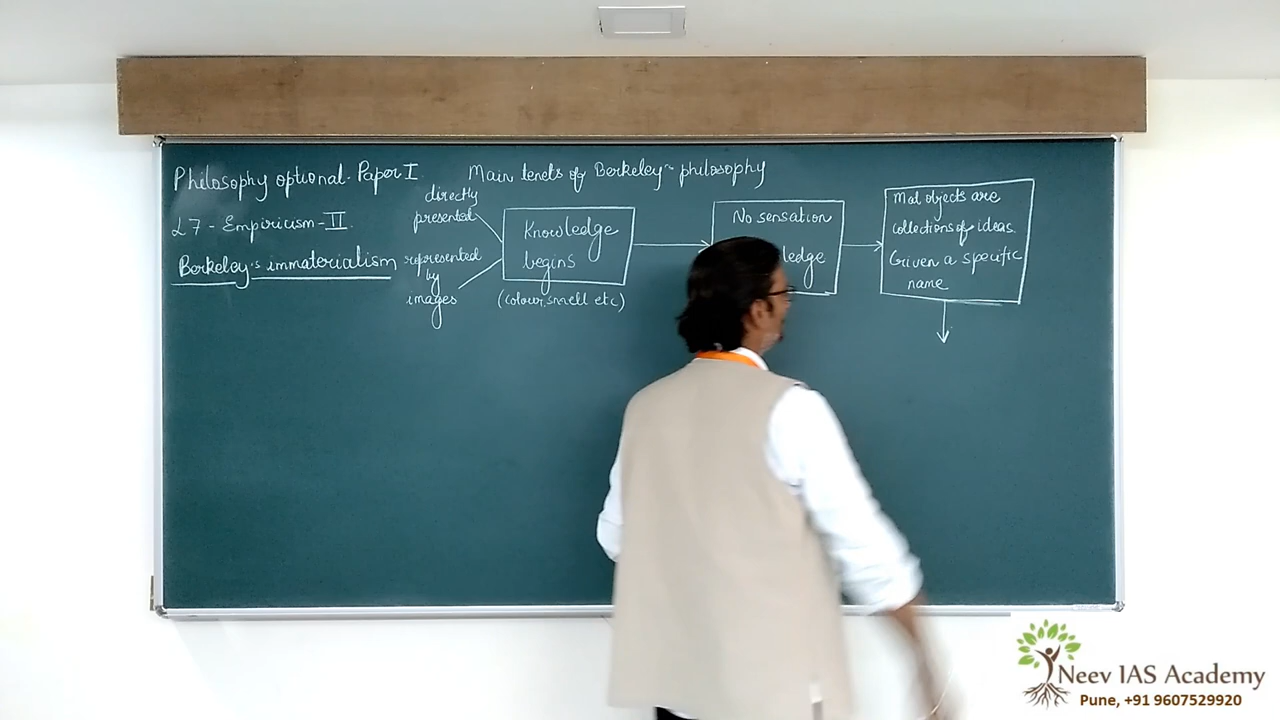 Philosophy optional - Paper I
L7 - Empiricism - II
Berkeley's immaterialism
Main tenets of Berkeley's philosophy
directly
presented
represented
by
images
Knowledge
begins
(colour, smell etc)
No sensation
ledge
Mat objects are
collections of ideas.
Given a specific
name
Neev IAS Academy
Pune, +91 9607529920